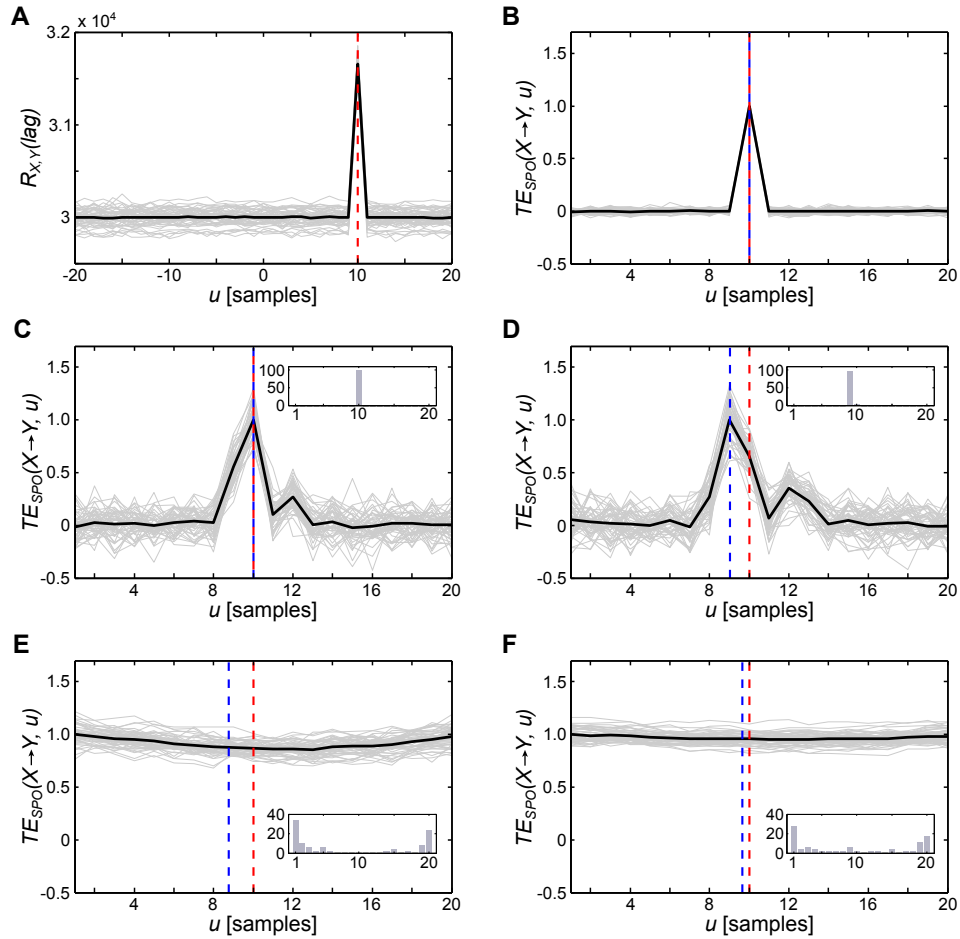 A
x 10⁴
3.2
3.1
3
R_{X,Y}(lag)
-20 -10 0 10 20
u [samples]
B
1.5
1.0
0.5
0
-0.5
TE_{SPO}(X→Y, u)
4 8 12 16 20
u [samples]
C
1.5
1.0
0.5
0
-0.5
TE_{SPO}(X→Y, u)
100
50
0
1 10 20
4 8 12 16 20
u [samples]
D
1.5
1.0
0.5
0
-0.5
TE_{SPO}(X→Y, u)
100
50
0
1 10 20
4 8 12 16 20
u [samples]
E
1.5
1.0
0.5
0
-0.5
TE_{SPO}(X→Y, u)
40
20
0
1 10 20
4 8 12 16 20
u [samples]
F
1.5
1.0
0.5
0
-0.5
TE_{SPO}(X→Y, u)
40
20
0
1 10 20
4 8 12 16 20
u [samples]